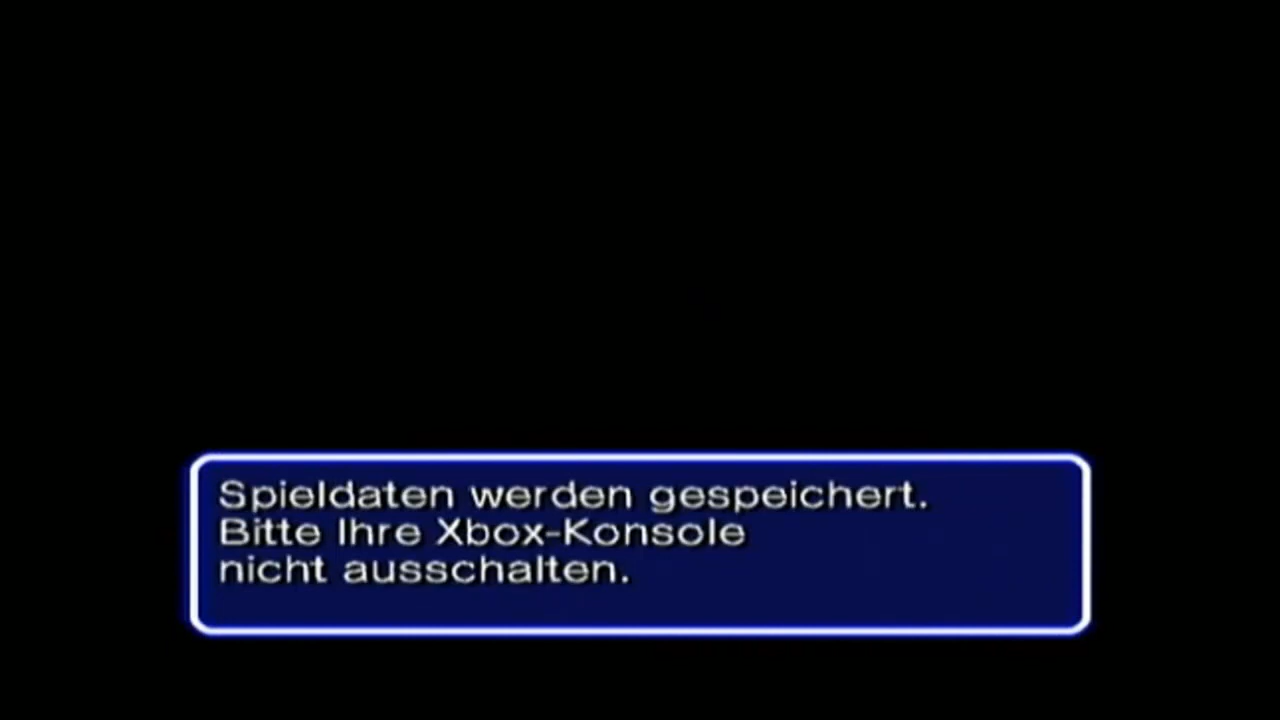 Spieldaten werden gespeichert.
Bitte Ihre Xbox-Konsole
nicht ausschalten.